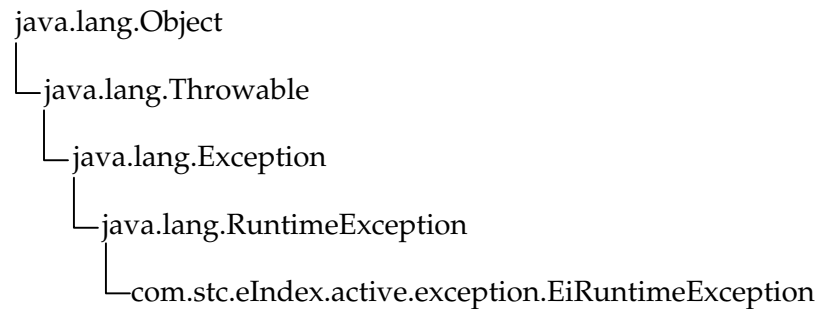 java.lang.Object
java.lang.Throwable
java.lang.Exception
java.lang.RuntimeException
com.stc.eIndex.active.exception.EiRuntimeException